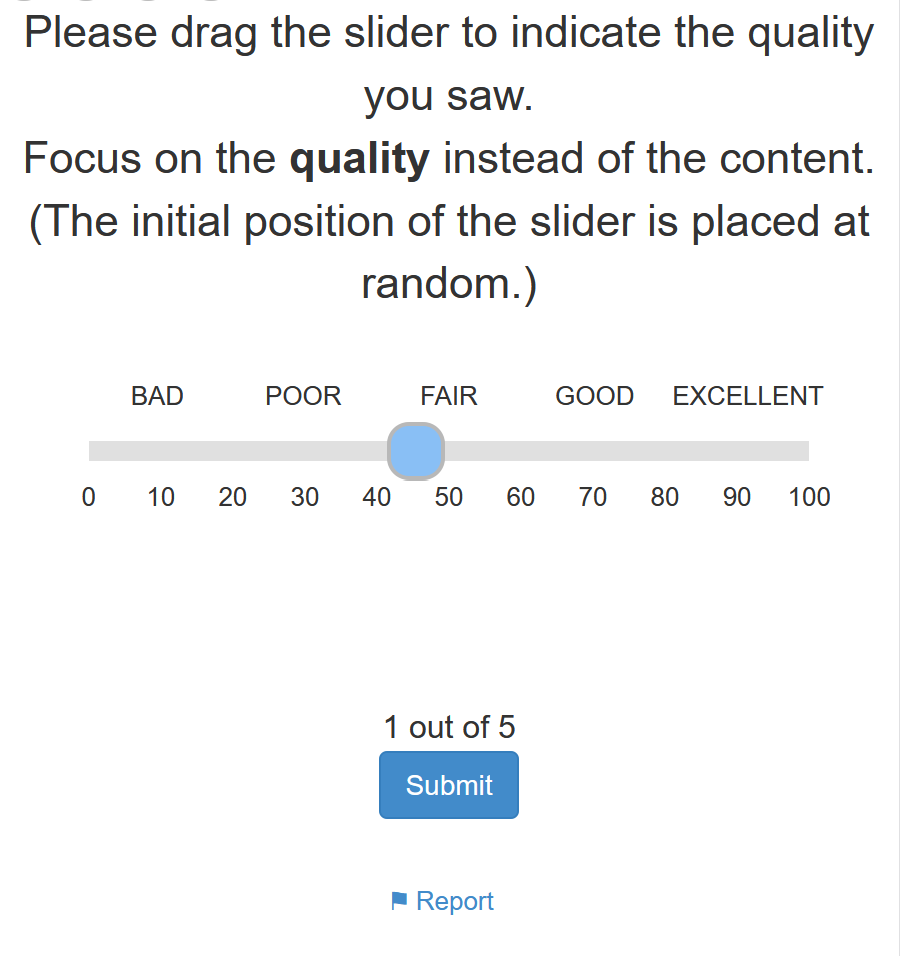 Please drag the slider to indicate the quality
you saw.
Focus on the quality instead of the content.
(The initial position of the slider is placed at
random.)
BAD POOR FAIR GOOD EXCELLENT
0 10 20 30 40 50 60 70 80 90 100
1 out of 5
Submit
Report